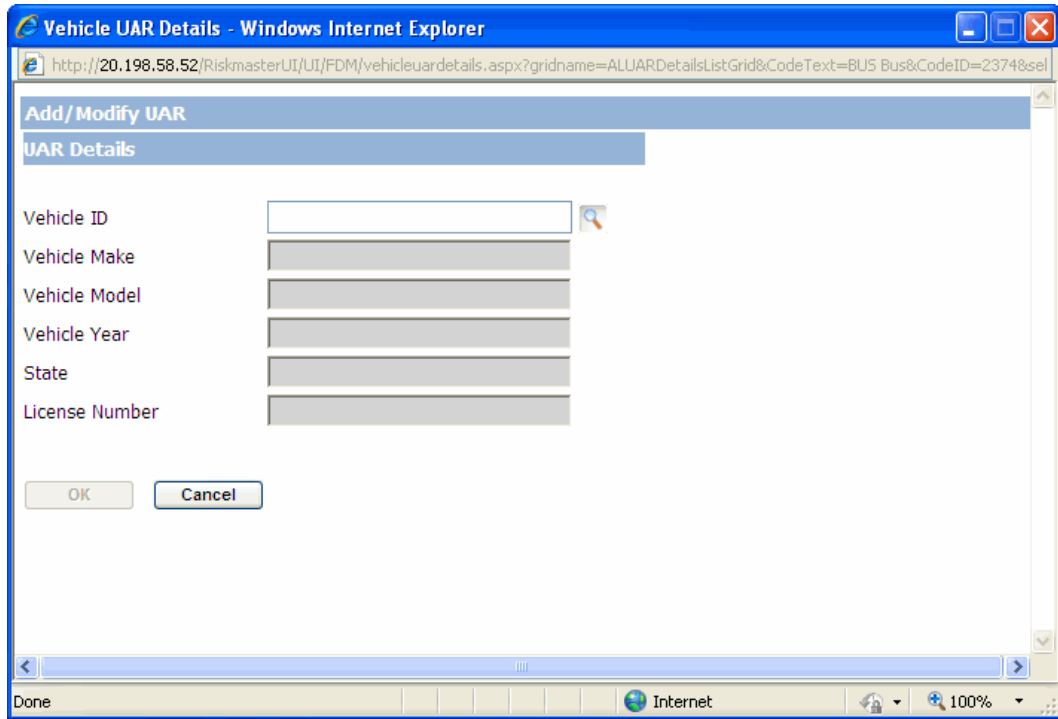 Vehicle UAR Details - Windows Internet Explorer
http://20.198.58.52/RiskmasterUI/UI/FDM/vehicleuardetails.aspx?gridname=ALUARDetailsListGrid&CodeText=BUS Bus&CodeID=2374&sel
Add/Modify UAR
UAR Details
Vehicle ID
Vehicle Make
Vehicle Model
Vehicle Year
State
License Number
OK Cancel
Done Internet 100%